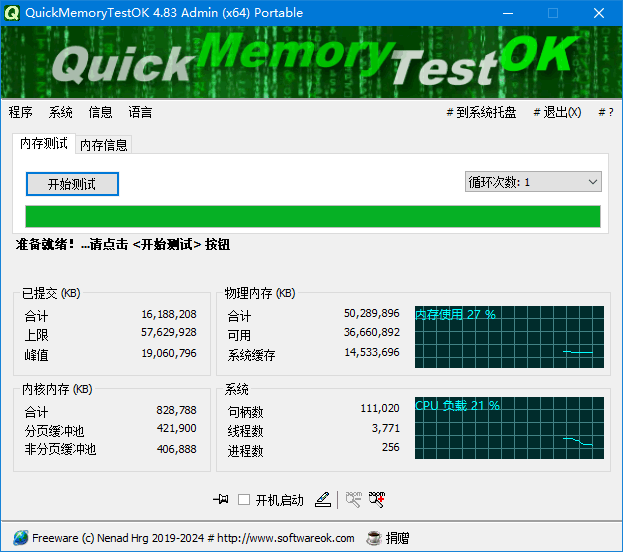 QuickMemoryTestOK 4.83 Admin (x64) Portable
QuickMemoryTestOK
程序 系统 信息 语言 # 到系统托盘 # 退出(X) # ?
内存测试 内存信息
开始测试 循环次数: 1
准备就绪！...请点击 <开始测试> 按钮
已提交 (KB)
合计 16,188,208
上限 57,629,928
峰值 19,060,796
物理内存 (KB)
合计 50,289,896
可用 36,660,892
系统缓存 14,533,696
内存使用 27 %
内核内存 (KB)
合计 828,788
分页缓冲池 421,900
非分页缓冲池 406,888
系统
句柄数 111,020
线程数 3,771
进程数 256
CPU 负载 21 %
开机启动 zoom zoom
Freeware (c) Nenad Hrg 2019-2024 # http://www.softwareok.com 捐赠